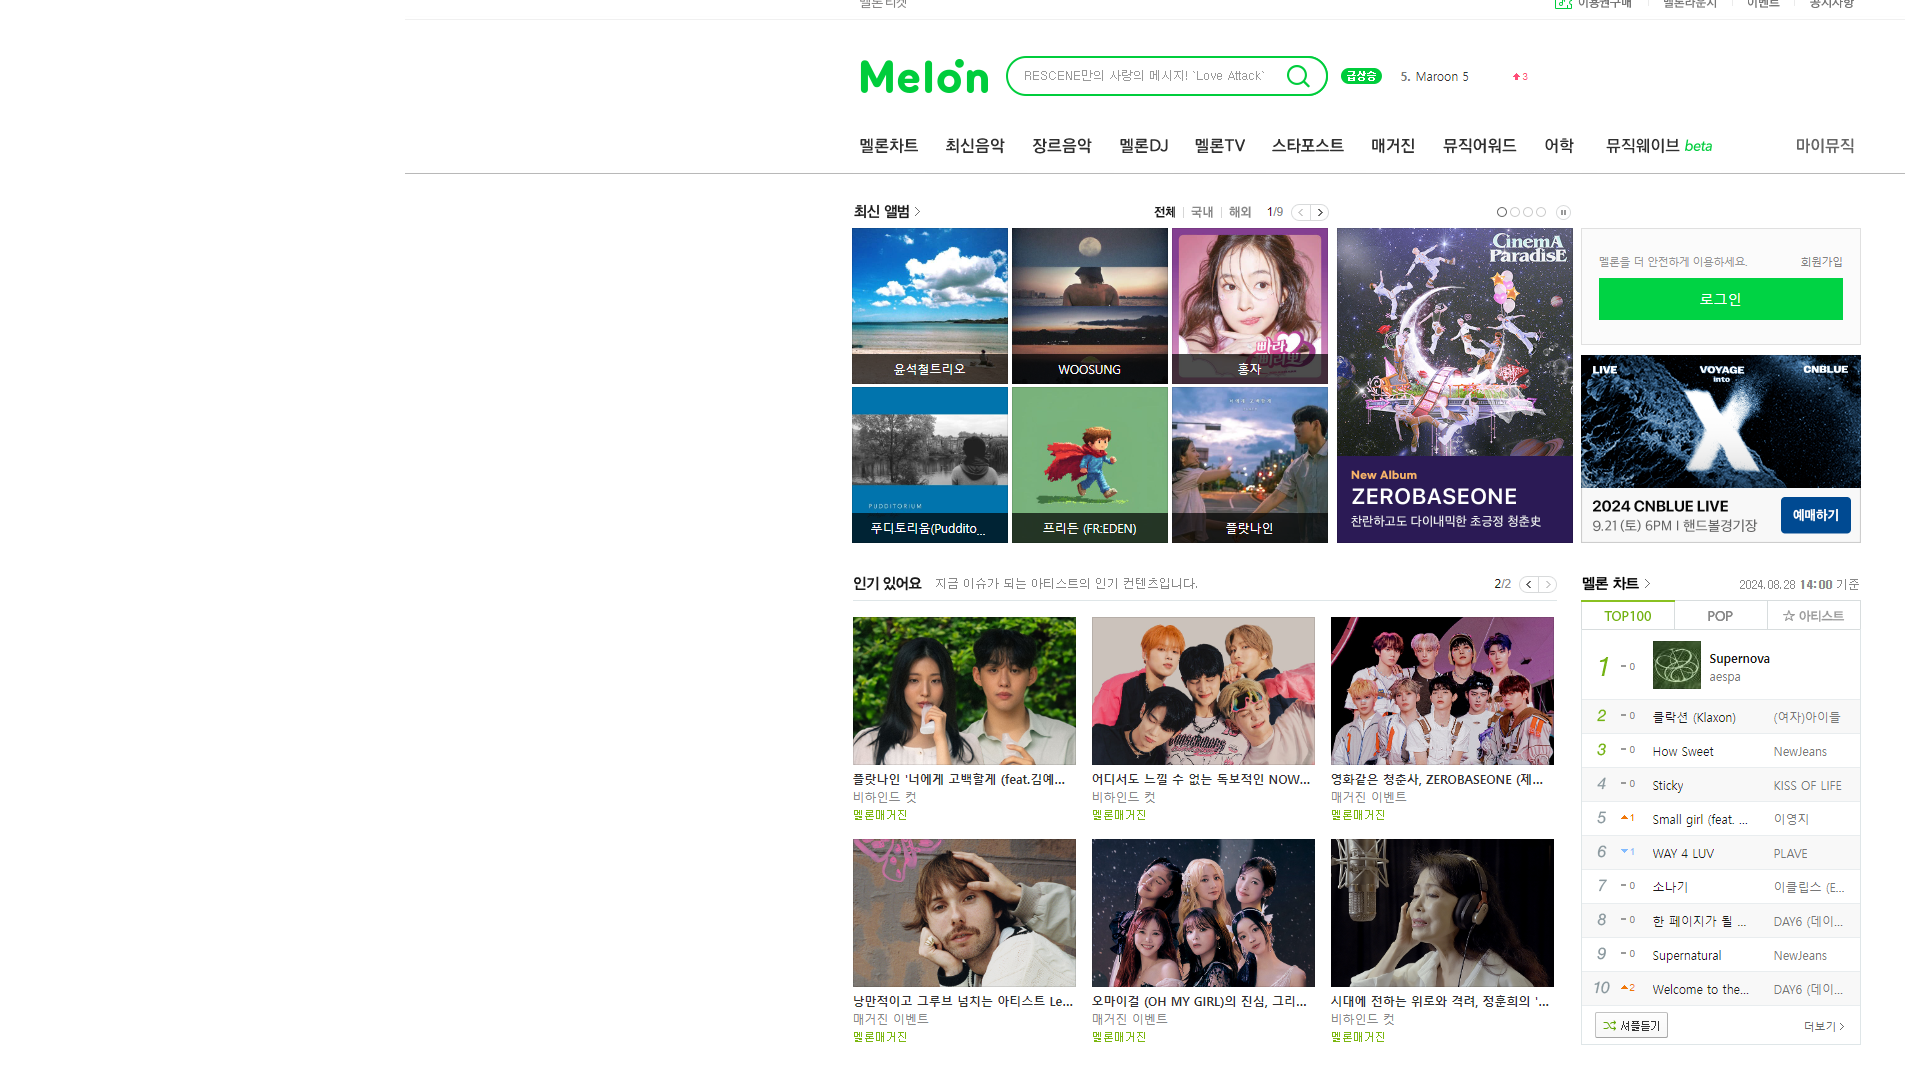 멜론티켓
이용권구매
멜론라운지
이벤트
공지사항
Melon
RESCENE만의 사랑의 메시지! `Love Attack`
급상승
5. Maroon 5
3
멜론차트
최신음악
장르음악
멜론DJ
멜론TV
스타포스트
매거진
뮤직어워드
어학
뮤직웨이브 beta
마이뮤직
최신 앨범
전체
국내
해외
1/9
윤석철트리오
WOOSUNG
홍자
PUDDITORIUM
푸디토리움(Puddito_...
프리든 (FR:EDEN)
플랏나인
CinemA
ParadisE
New Album
ZEROBASEONE
찬란하고도 다이내믹한 초긍정 청춘史
멜론을 더 안전하게 이용하세요.
회원가입
로그인
LIVE
VOYAGE
into
CNBLUE
X
2024 CNBLUE LIVE
9.21 (토) 6PM l 핸드볼경기장
예매하기
인기 있어요
지금 이슈가 되는 아티스트의 인기 컨텐츠입니다.
2/2
플랏나인 '너에게 고백할게 (feat.김예...
비하인드 컷
멜론매거진
어디서도 느낄 수 없는 독보적인 NOW...
비하인드 컷
멜론매거진
영화같은 청춘사, ZEROBASEONE (제...
매거진 이벤트
멜론매거진
낭만적이고 그루브 넘치는 아티스트 Le...
매거진 이벤트
멜론매거진
오마이걸 (OH MY GIRL)의 진심, 그리...
매거진 이벤트
멜론매거진
시대에 전하는 위로와 격려, 정훈희의 '...
비하인드 컷
멜론매거진
멜론 차트
2024.08.28 14:00 기준
TOP100
POP
☆ 아티스트
1 0 Supernova
aespa
2 0 클락션 (Klaxon) (여자)아이들
3 0 How Sweet NewJeans
4 0 Sticky KISS OF LIFE
5 1 Small girl (feat. ... 이영지
6 1 WAY 4 LUV PLAVE
7 0 소나기 이클립스 (E...
8 0 한 페이지가 될 ... DAY6 (데이...
9 0 Supernatural NewJeans
10 2 Welcome to the... DAY6 (데이...
셔플듣기
더보기